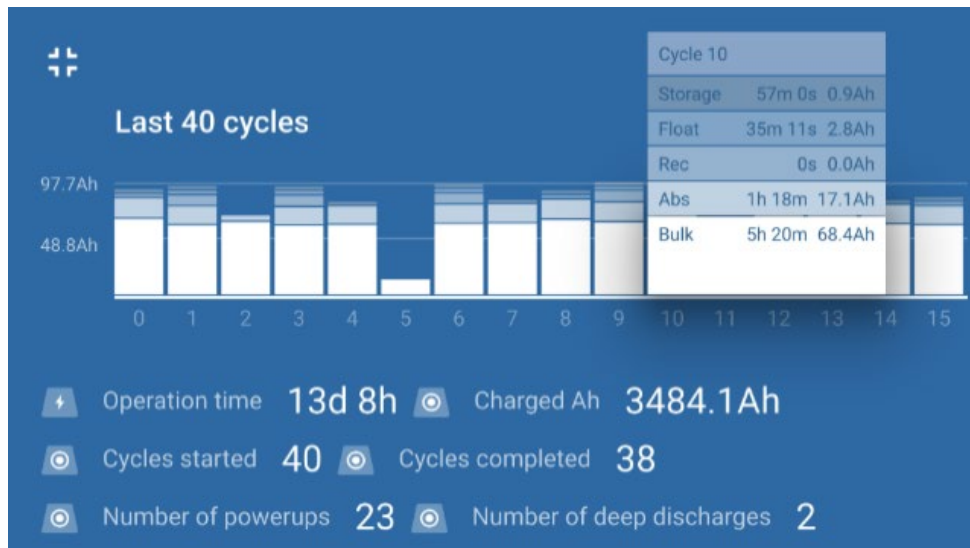 Last 40 cycles
97.7Ah
48.8Ah
Cycle 10
Storage 57m 0s 0.9Ah
Float 35m 11s 2.8Ah
Rec 0s 0.0Ah
Abs 1h 18m 17.1Ah
Bulk 5h 20m 68.4Ah
0 1 2 3 4 5 6 7 8 9 10 11 12 13 14 15
Operation time 13d 8h Charged Ah 3484.1Ah
Cycles started 40 Cycles completed 38
Number of powerups 23 Number of deep discharges 2